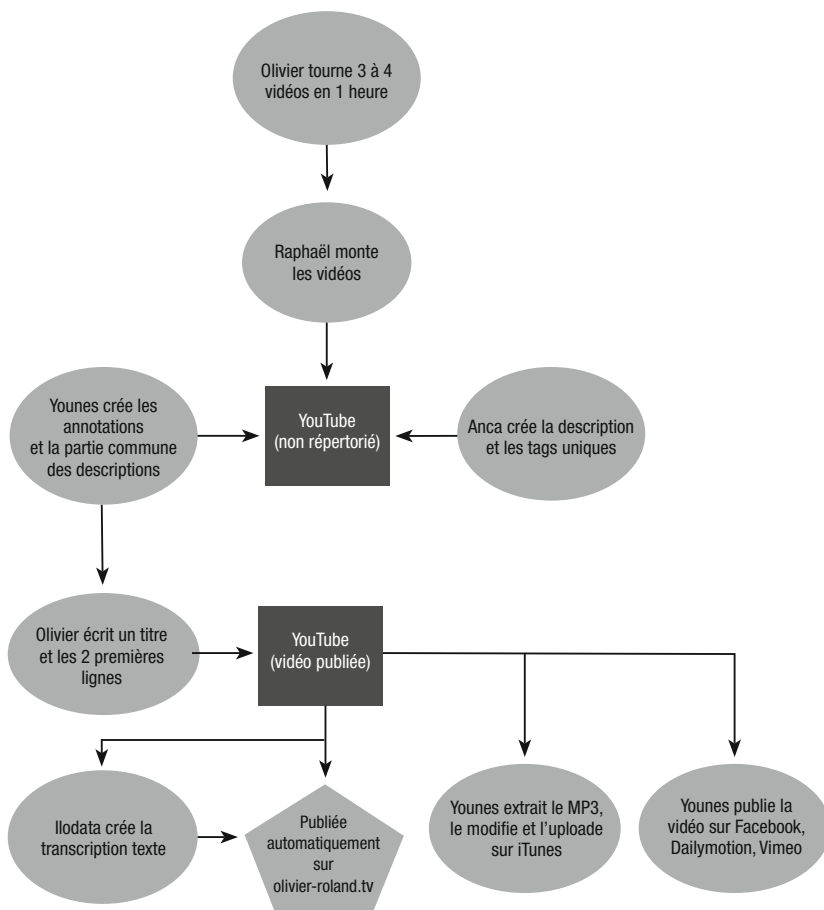 Olivier tourne 3 à 4
vidéos en 1 heure
Raphaël monte
les vidéos
Younes crée les
annotations
et la partie commune
des descriptions
YouTube
(non répertorié)
Anca crée la description
et les tags uniques
Olivier écrit un titre
et les 2 premières
lignes
YouTube
(vidéo publiée)
Ilodata crée la
transcription texte
Publiée
automatiquement
sur
olivier-roland.tv
Younes extrait le MP3,
le modifie et l'uploade
sur iTunes
Younes publie la
vidéo sur Facebook,
Dailymotion, Vimeo